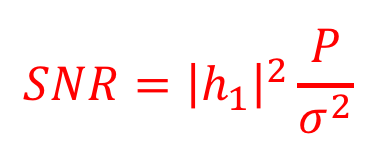 SNR = |h₁|² P/σ²